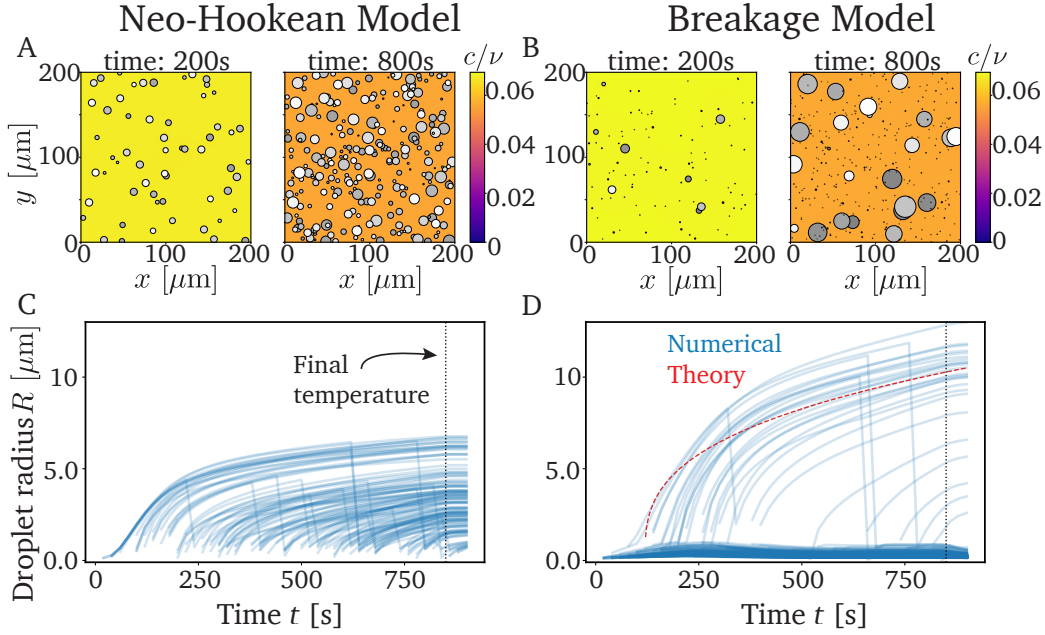 Neo-Hookean Model
Breakage Model
A
time: 200s
time: 800s
c/ν
B
time: 200s
time: 800s
c/ν
200
100
0
y [μm]
0 100 200
x [μm]
0 100 200
x [μm]
0.06
0.04
0.02
0
200
100
0
0 100 200
x [μm]
0 100 200
x [μm]
0.06
0.04
0.02
0
C
Droplet radius R [μm]
10
5.0
0.0
Final
temperature
0 250 500 750
Time t [s]
D
10
5.0
0.0
Numerical
Theory
0 250 500 750
Time t [s]